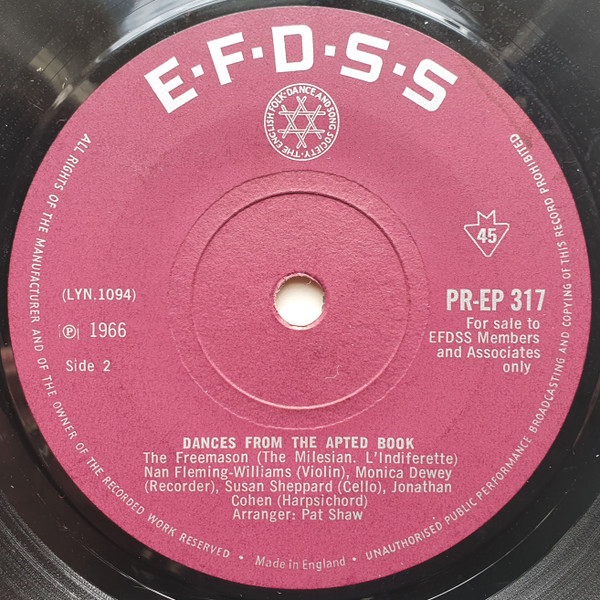 E·F·D·S·S
THE ENGLISH FOLK·DANCE AND SONG SOCIETY·
45
(LYN.1094)
℗ 1966
Side 2
PR-EP 317
For sale to
EFDSS Members
and Associates
only
DANCES FROM THE APTED BOOK
The Freemason (The Milesian. L'Indiferette)
Nan Fleming-Williams (Violin), Monica Dewey
(Recorder), Susan Sheppard (Cello), Jonathan
Cohen (Harpsichord)
Arranger: Pat Shaw
ALL RIGHTS OF THE MANUFACTURER AND OF THE OWNER OF THE RECORDED WORK RESERVED • Made in England • UNAUTHORISED PUBLIC PERFORMANCE BROADCASTING AND COPYING OF THIS RECORD PROHIBITED